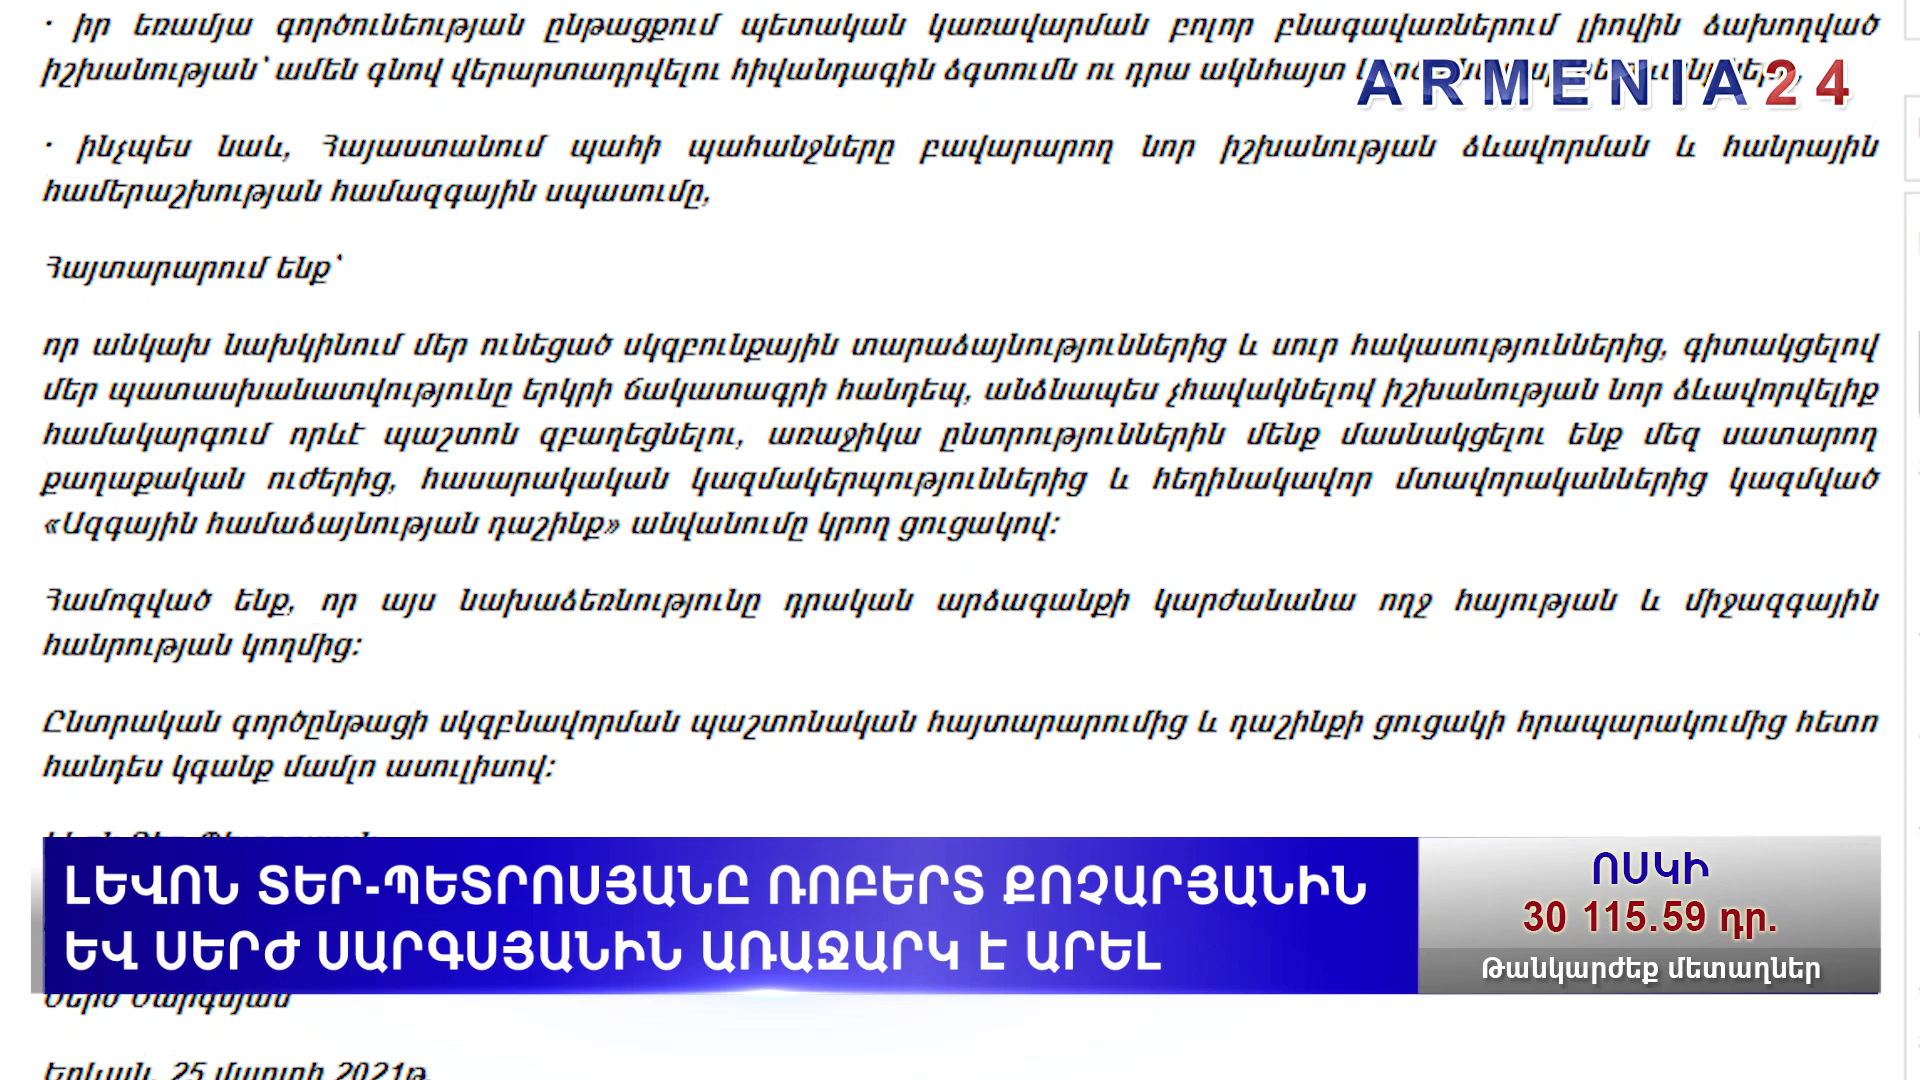 · իր եռամյա գործունեության ընթացքում պետական կառավարման բոլոր բնագավառներում լիովին ձախողված
իշխանության՝ ամեն գնով վերարտադրվելու հիվանդագին ձգտումն ու դրա ակնհայտ
ARMENIA24
· ինչպես նաև, Հայաստանում պահի պահանջները բավարարող նոր իշխանության ձևավորման և հանրային
համերաշխության համազգային սպասումը,
Հայտարարում ենք՝
որ անկախ նախկինում մեր ունեցած սկզբունքային տարաձայնություններից և սուր հակասություններից, գիտակցելով
մեր պատասխանատվությունը երկրի ճակատագրի հանդեպ, անձնապես չհավակնելով իշխանության նոր ձևավորվելիք
համակարգում որևէ պաշտոն զբաղեցնելու, առաջիկա ընտրություններին մենք մասնակցելու ենք մեզ սատարող
քաղաքական ուժերից, հասարակական կազմակերպություններից և հեղինակավոր մտավորականներից կազմված
«Ազգային համաձայնության դաշինք» անվանումը կրող ցուցակով:
Համոզված ենք, որ այս նախաձեռնությունը դրական արձագանքի կարժանանա ողջ հայության և միջազգային
հանրության կողմից:
Ընտրական գործընթացի սկզբնավորման պաշտոնական հայտարարումից և դաշինքի ցուցակի հրապարակումից հետո
հանդես կգանք մամլո ասուլիսով:
ԼԵՎՈՆ ՏԵՐ-ՊԵՏՐՈՍՅԱՆԸ ՌՈԲԵՐՏ ՔՈՉԱՐՅԱՆԻՆ
ԵՎ ՍԵՐԺ ՍԱՐԳՍՅԱՆԻՆ ԱՌԱՋԱՐԿ Է ԱՐԵԼ
ՈՍԿԻ
30 115.59 դր.
Թանկարժեք մետաղներ
Սերժ Սարգսյան
Երևան, 25 մարտի 2021թ.